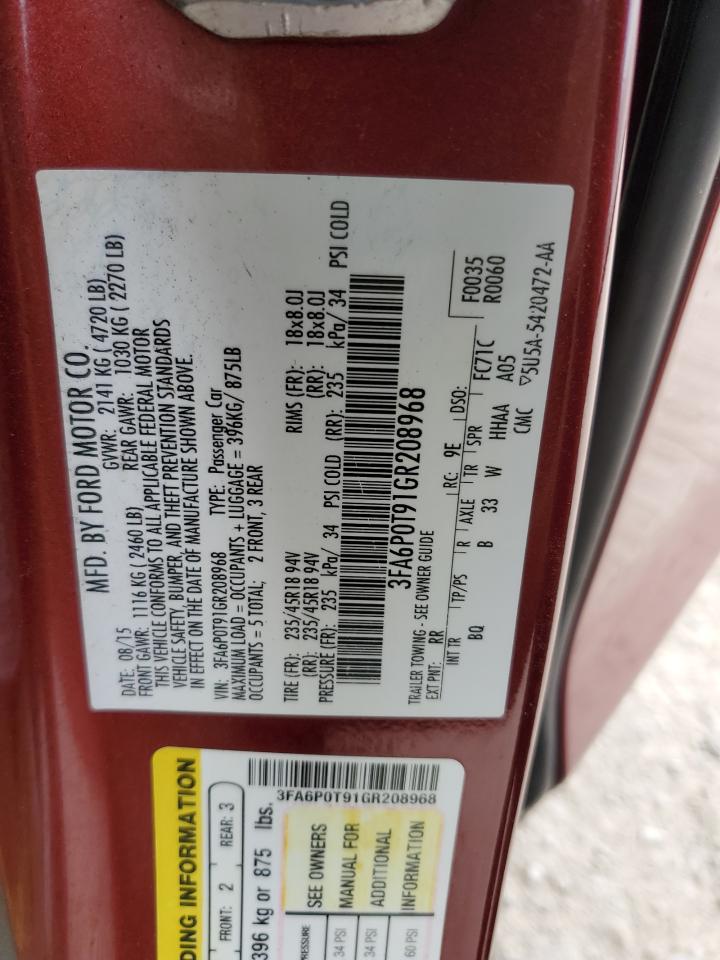 MFD. BY FORD MOTOR CO.
DATE: 08/15 GVWR: 2141 KG ( 4720 LB)
FRONT GAWR: 1116 KG ( 2460 LB) REAR GAWR: 1030 KG ( 2270 LB)
THIS VEHICLE CONFORMS TO ALL APPLICABLE FEDERAL MOTOR
VEHICLE SAFETY, BUMPER, AND THEFT PREVENTION STANDARDS
IN EFFECT ON THE DATE OF MANUFACTURE SHOWN ABOVE.
VIN: 3FA6P0T91GR208968 TYPE: Passenger Car
MAXIMUM LOAD = OCCUPANTS + LUGGAGE = 396KG/ 875LB
OCCUPANTS = 5 TOTAL; 2 FRONT, 3 REAR
TIRE (FR): 235/45R18 94V RIMS (FR): 18x8.0J
(RR): 235/45R18 94V (RR): 18x8.0J
PRESSURE (FR): 235 kPa/ 34 PSI COLD (RR): 235 kPa/ 34 PSI COLD
3FA6P0T91GR208968
TRAILER TOWING - SEE OWNER GUIDE
EXT PNT: RR RC: 9E DSO: F0035
R0060
INT TR TP/PS R AXLE TR SPR FC71C
BQ B 33 W HHAA A05
CMC ▽5U5A-5420472-AA
DING INFORMATION
FRONT: 2 REAR: 3
396 kg or 875 lbs.
3FA6P0T91GR208968
PRESSURE SEE OWNERS
34 PSI MANUAL FOR
34 PSI ADDITIONAL
60 PSI INFORMATION